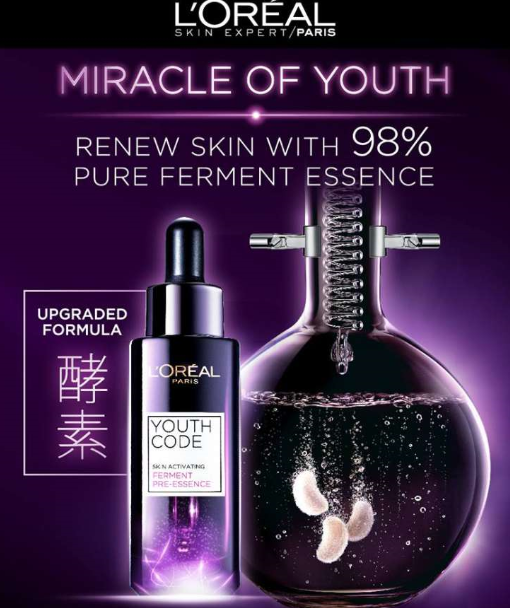 L'ORÉAL
SKIN EXPERT/PARIS
MIRACLE OF YOUTH
RENEW SKIN WITH 98%
PURE FERMENT ESSENCE
UPGRADED
FORMULA
酵
素
L'ORÉAL
PARIS
YOUTH
CODE
SKIN ACTIVATING
FERMENT
PRE-ESSENCE